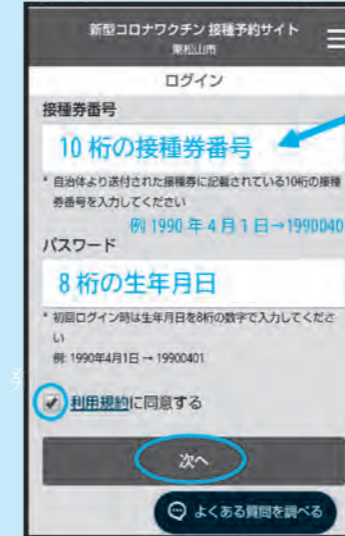 新型コロナワクチン 接種予約サイト
東松山市
ログイン
接種券番号
10 桁の接種券番号
* 自治体より送付された接種券に記載されている10桁の接種
券番号を入力してください
例 1990 年 4 月 1 日→1990040
パスワード
8 桁の生年月日
* 初回ログイン時は生年月日を8桁の数字で入力してくださ
い
例: 1990年4月1日 → 19900401
利用規約に同意する
次へ
よくある質問を調べる